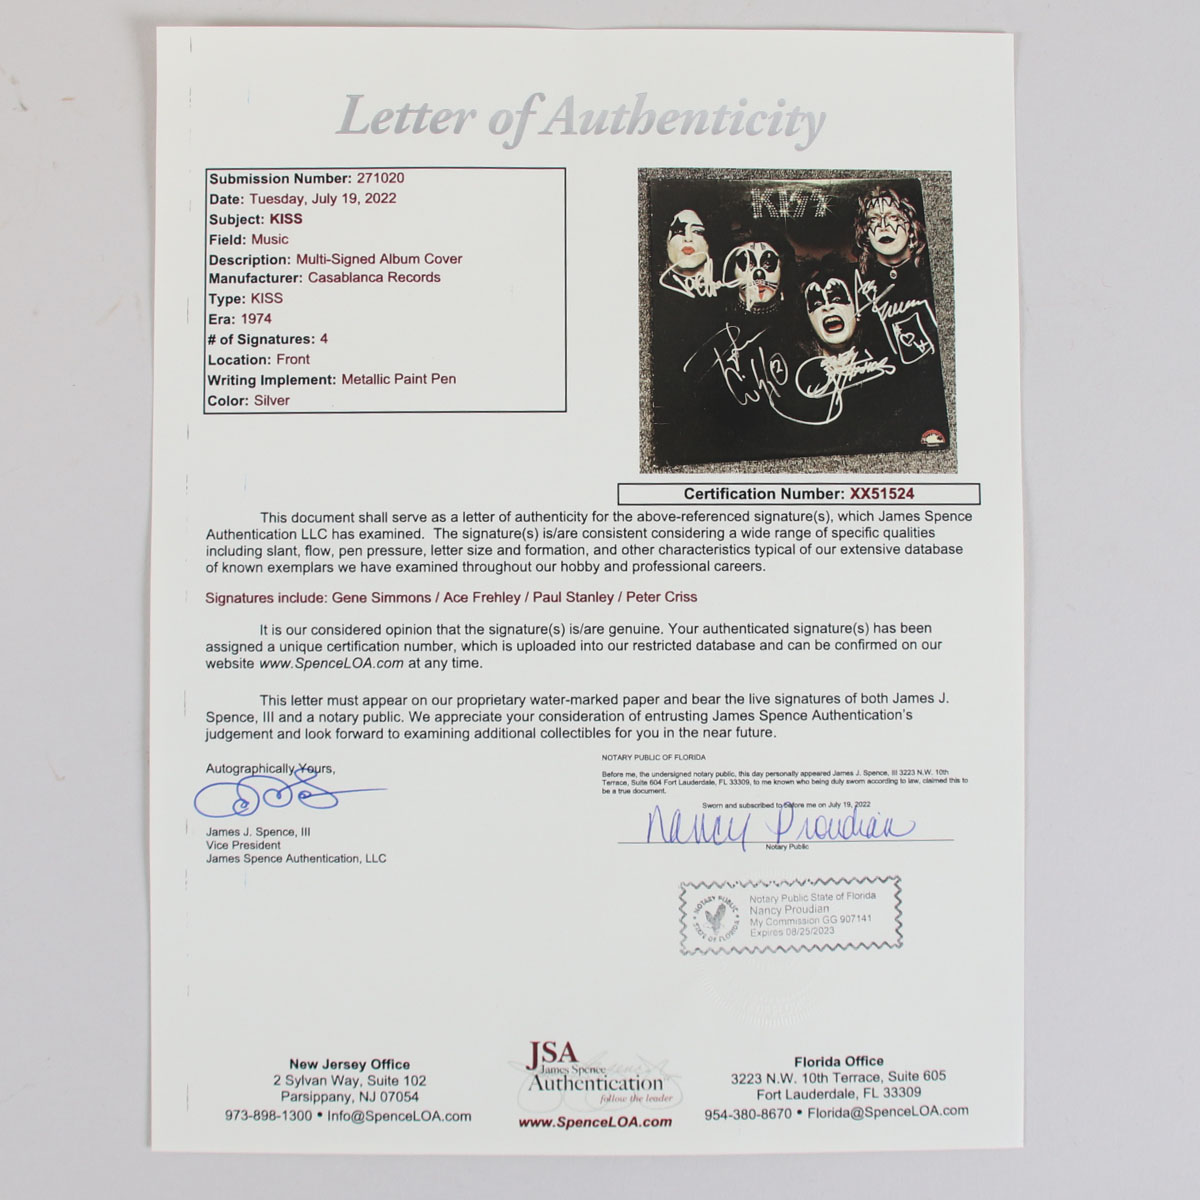 Letter of Authenticity
Submission Number: 271020
Date: Tuesday, July 19, 2022
Subject: KISS
Field: Music
Description: Multi-Signed Album Cover
Manufacturer: Casablanca Records
Type: KISS
Era: 1974
# of Signatures: 4
Location: Front
Writing Implement: Metallic Paint Pen
Color: Silver
KISS
Certification Number: XX51524
This document shall serve as a letter of authenticity for the above-referenced signature(s), which James Spence
Authentication LLC has examined. The signature(s) is/are consistent considering a wide range of specific qualities
including slant, flow, pen pressure, letter size and formation, and other characteristics typical of our extensive database
of known exemplars we have examined throughout our hobby and professional careers.
Signatures include: Gene Simmons / Ace Frehley / Paul Stanley / Peter Criss
It is our considered opinion that the signature(s) is/are genuine. Your authenticated signature(s) has been
assigned a unique certification number, which is uploaded into our restricted database and can be confirmed on our
website www.SpenceLOA.com at any time.
This letter must appear on our proprietary water-marked paper and bear the live signatures of both James J.
Spence, III and a notary public. We appreciate your consideration of entrusting James Spence Authentication's
judgement and look forward to examining additional collectibles for you in the near future.
Autographically Yours,
James J. Spence, III
Vice President
James Spence Authentication, LLC
NOTARY PUBLIC OF FLORIDA
Before me, the undersigned notary public, this day personally appeared James J. Spence, III 3223 N.W. 10th
Terrace, Suite 604 Fort Lauderdale, FL 33309, to me known who being duly sworn according to law, claimed this to
be a true document.
Sworn and subscribed to before me on July 19, 2022
Nancy Proudian
Notary Public
NOTARY PUBLIC
STATE OF FLORIDA
Notary Public State of Florida
Nancy Proudian
My Commission GG 907141
Expires 08/25/2023
New Jersey Office
2 Sylvan Way, Suite 102
Parsippany, NJ 07054
973-898-1300 • Info@SpenceLOA.com
JSA
James Spence
Authentication
follow the leader
www.SpenceLOA.com
Florida Office
3223 N.W. 10th Terrace, Suite 605
Fort Lauderdale, FL 33309
954-380-8670 • Florida@SpenceLOA.com